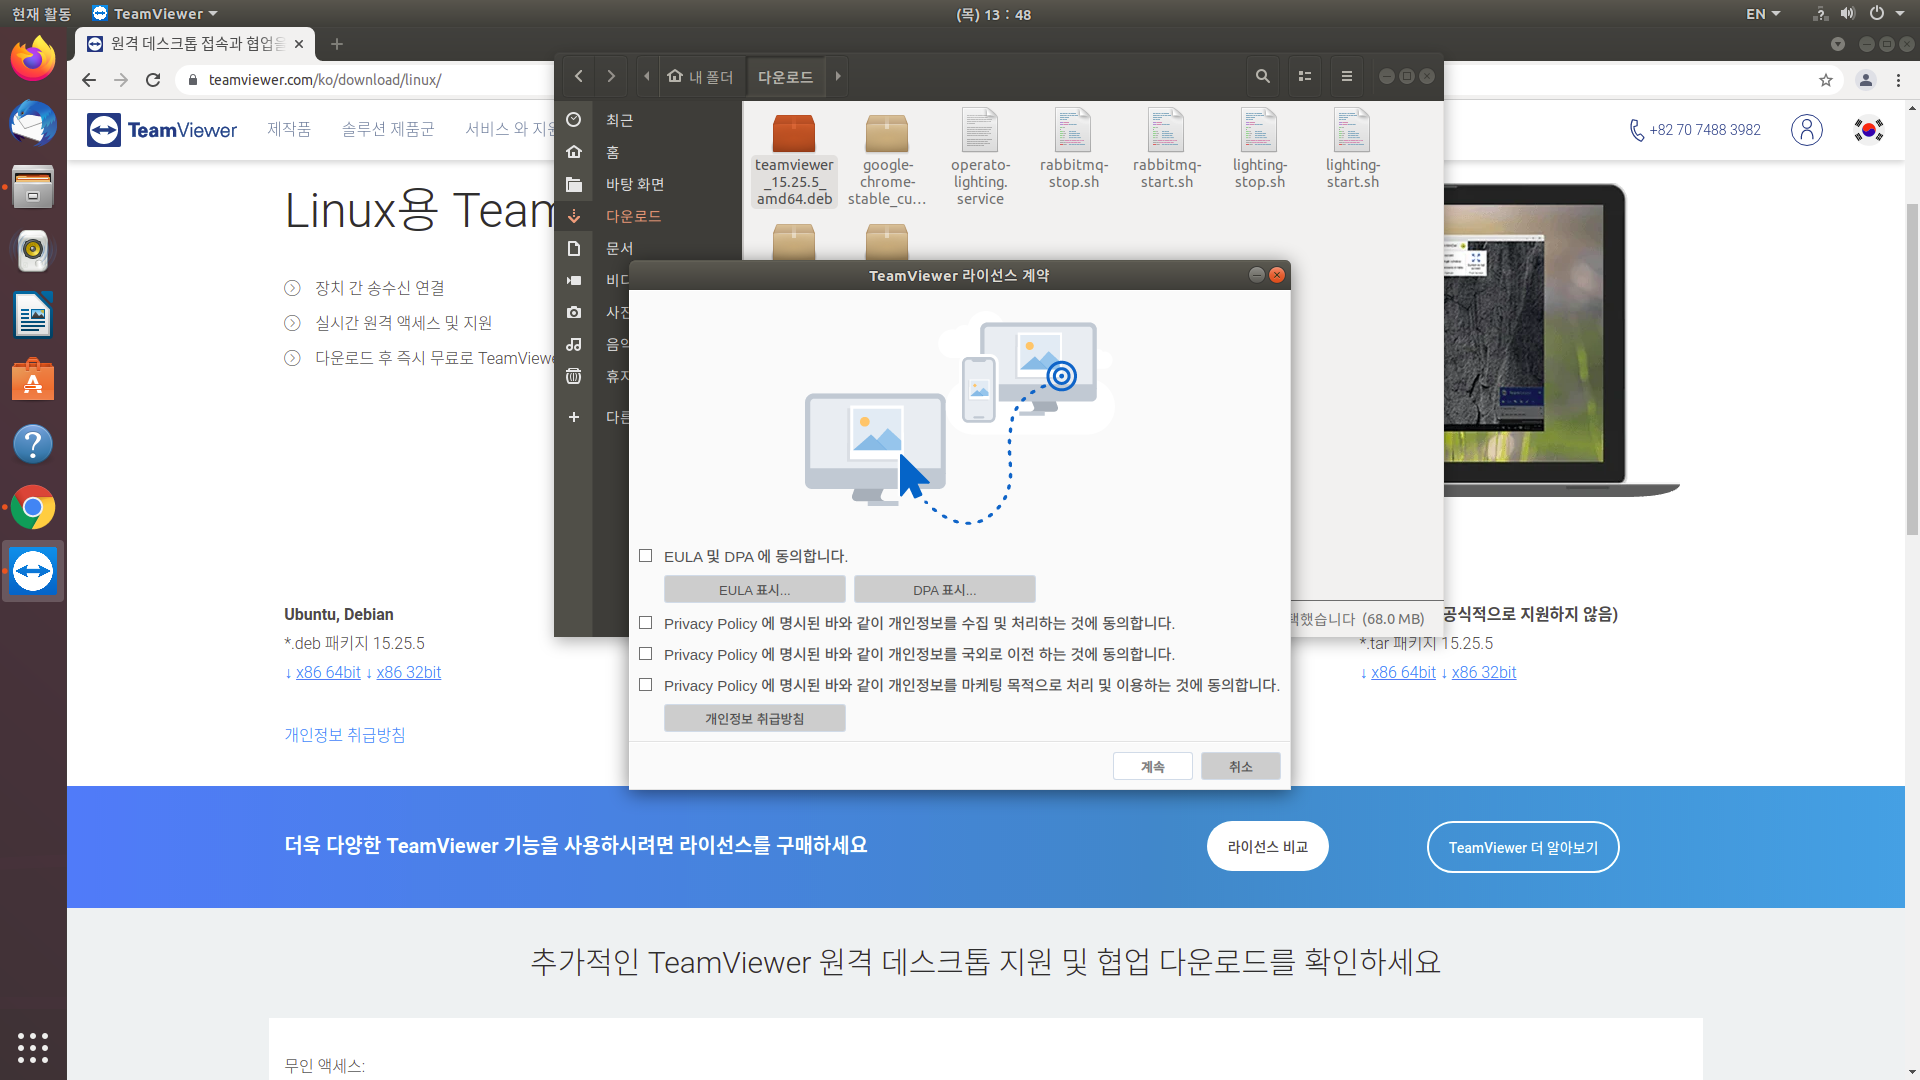 현재 활동
TeamViewer
(목) 13 : 48
EN
원격 데스크톱 접속과 협업을
teamviewer.com/ko/download/linux/
TeamViewer
제작품
솔루션 제품군
서비스 와 지원
+82 70 7488 3982
내 폴더
다운로드
최근
홈
바탕 화면
다운로드
문서
teamviewer
_15.25.5_
amd64.deb
google-
chrome-
stable_cu...
operato-
lighting.
service
rabbitmq-
stop.sh
rabbitmq-
start.sh
lighting-
stop.sh
lighting-
start.sh
Linux용 Team
장치 간 송수신 연결
실시간 원격 액세스 및 지원
다운로드 후 즉시 무료로 TeamViewe
TeamViewer 라이선스 계약
EULA 및 DPA 에 동의합니다.
EULA 표시...
DPA 표시...
Privacy Policy 에 명시된 바와 같이 개인정보를 수집 및 처리하는 것에 동의합니다.
Privacy Policy 에 명시된 바와 같이 개인정보를 국외로 이전 하는 것에 동의합니다.
Privacy Policy 에 명시된 바와 같이 개인정보를 마케팅 목적으로 처리 및 이용하는 것에 동의합니다.
개인정보 취급방침
계속
취소
택했습니다 (68.0 MB)
Ubuntu, Debian
*.deb 패키지 15.25.5
↓ x86 64bit ↓ x86 32bit
개인정보 취급방침
공식적으로 지원하지 않음)
*.tar 패키지 15.25.5
↓ x86 64bit ↓ x86 32bit
더욱 다양한 TeamViewer 기능을 사용하시려면 라이선스를 구매하세요
라이선스 비교
TeamViewer 더 알아보기
추가적인 TeamViewer 원격 데스크톱 지원 및 협업 다운로드를 확인하세요
무인 액세스: